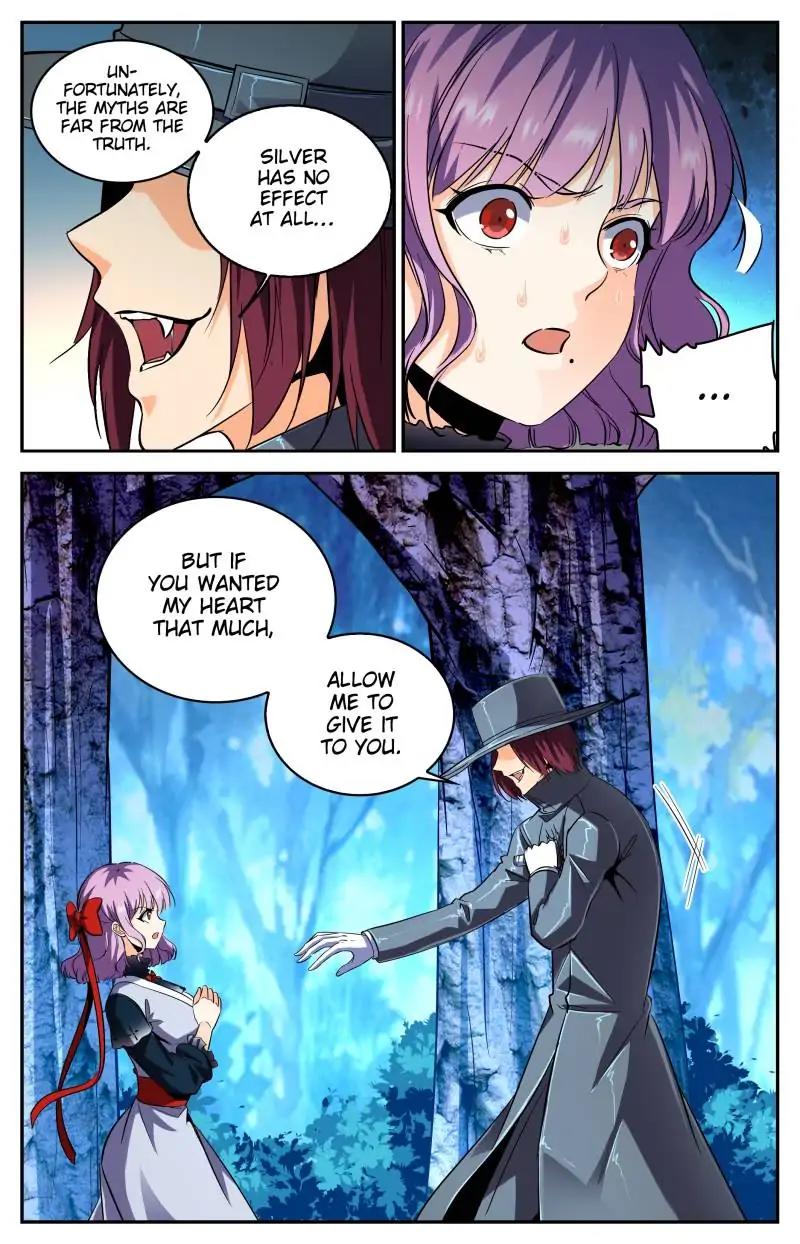 UN-
FORTUNATELY,
THE MYTHS ARE
FAR FROM THE
TRUTH.
SILVER
HAS NO
EFFECT
AT ALL...
...
BUT IF
YOU WANTED
MY HEART
THAT MUCH,
ALLOW
ME TO
GIVE IT
TO YOU.